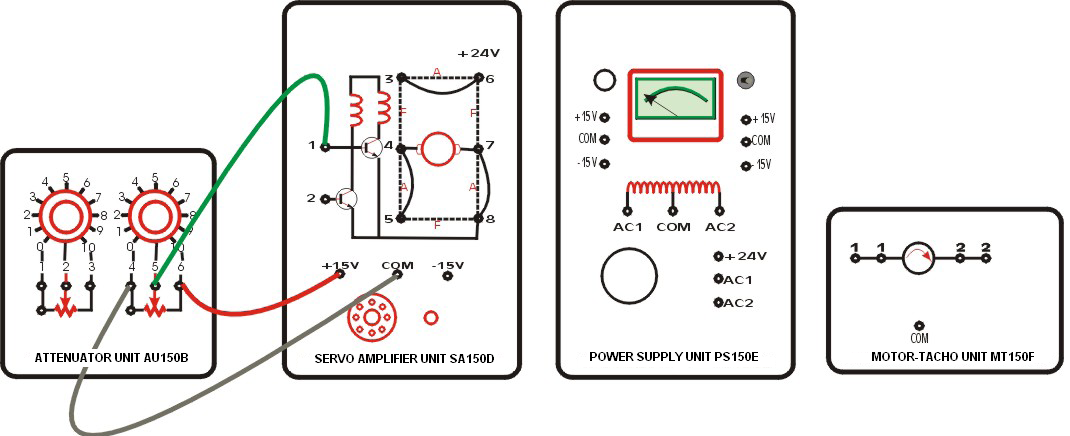 4 5 6
3 7
2 8
1 9
0 10
1 2 3
4 5 6
3 7
2 8
1 9
0 10
4 5 6
ATTENUATOR UNIT AU150B
+24V
3 A 6
F F
1 4 7
2 A A
5 F 8
+15V COM -15V
SERVO AMPLIFIER UNIT SA150D
+15V +15V
COM COM
-15V -15V
AC1 COM AC2
+24V
AC1
AC2
POWER SUPPLY UNIT PS150E
1 1 2 2
COM
MOTOR-TACHO UNIT MT150F